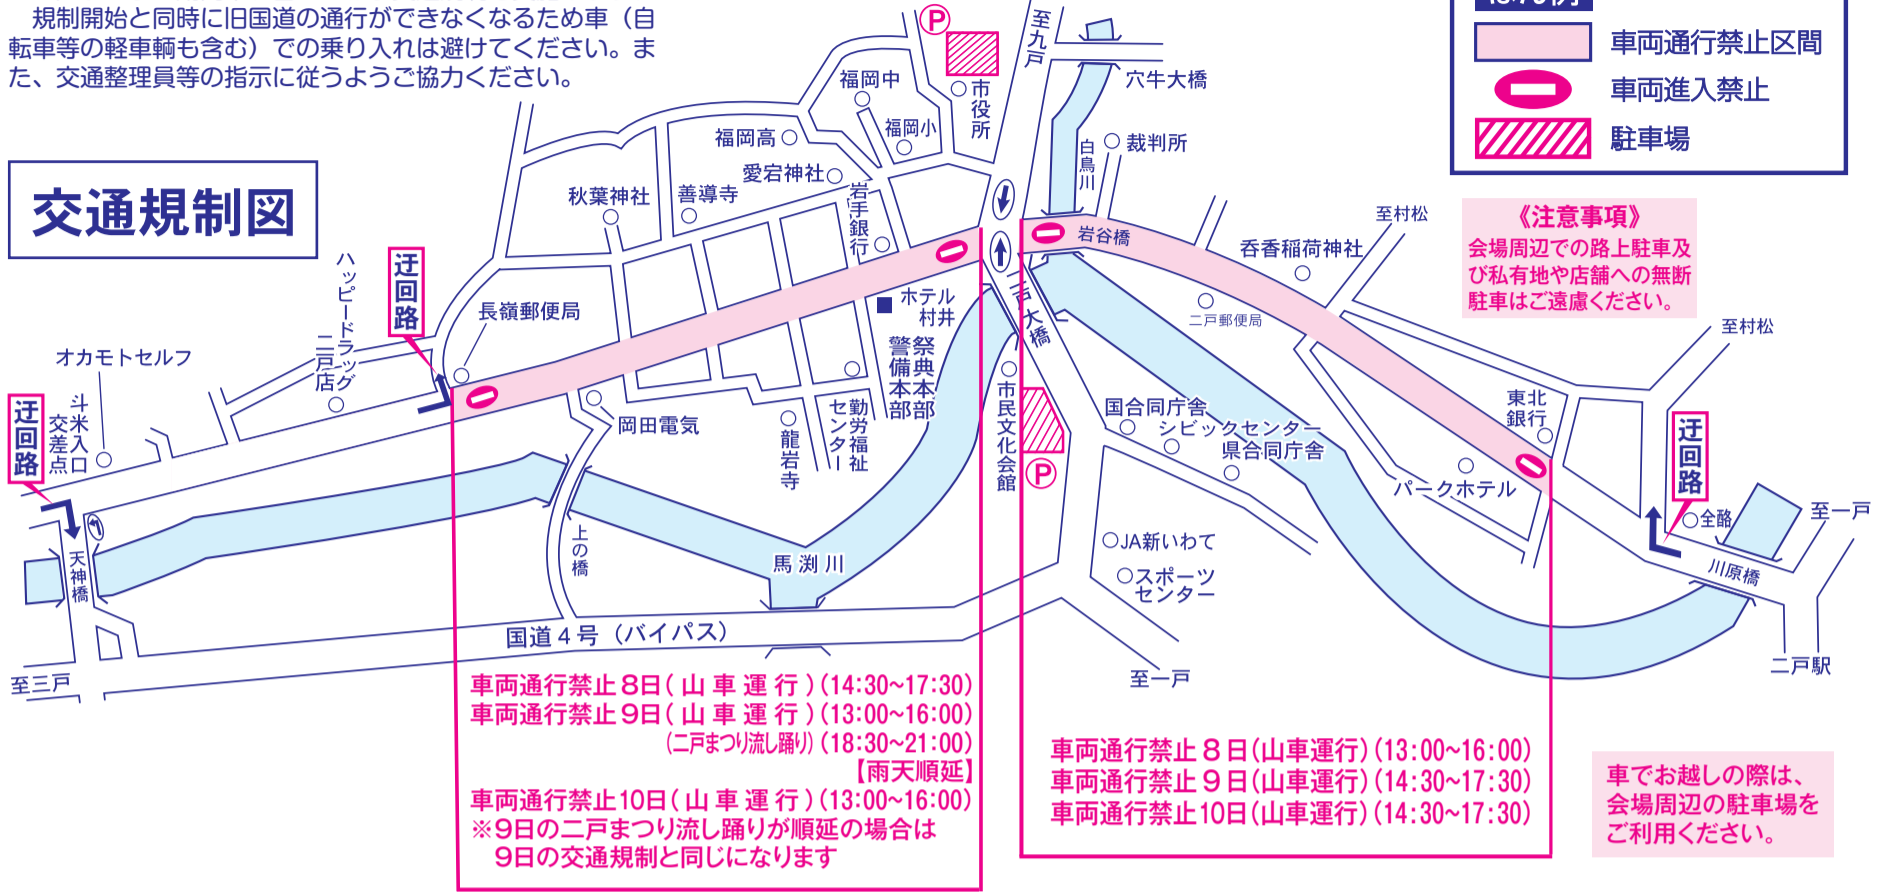 規制開始と同時に旧国道の通行ができなくなるため車（自
転車等の軽車輌も含む）での乗り入れは避けてください。ま
た、交通整理員等の指示に従うようご協力ください。
交通規制図
車両通行禁止区間
車両進入禁止
駐車場
《注意事項》
会場周辺での路上駐車及
び私有地や店舗への無断
駐車はご遠慮ください。
P
至九戸
穴牛大橋
市役所
福岡中
福岡小
福岡高
愛宕神社
岩手銀行
秋葉神社
善導寺
白鳥川
裁判所
岩谷橋
呑香稲荷神社
至村松
二戸郵便局
至村松
ハッピードラッグ
二戸店
迂回路
長嶺郵便局
オカモトセルフ
斗米入口
交差点
迂回路
ホテル
村井
二戸大橋
祭典本部
警備本部
市民文化会館
P
岡田電気
龍岩寺
勤労福祉
センター
国合同庁舎
シビックセンター
県合同庁舎
東北
銀行
パークホテル
迂回路
全酪
至一戸
川原橋
二戸駅
天神橋
上の橋
馬渕川
JA新いわて
スポーツ
センター
国道4号（バイパス）
至三戸
至一戸
車両通行禁止8日(山車運行)(14:30~17:30)
車両通行禁止9日(山車運行)(13:00~16:00)
(二戸まつり流し踊り)(18:30~21:00)
【雨天順延】
車両通行禁止10日(山車運行)(13:00~16:00)
※9日の二戸まつり流し踊りが順延の場合は
9日の交通規制と同じになります
車両通行禁止8日(山車運行)(13:00~16:00)
車両通行禁止9日(山車運行)(14:30~17:30)
車両通行禁止10日(山車運行)(14:30~17:30)
車でお越しの際は、
会場周辺の駐車場を
ご利用ください。